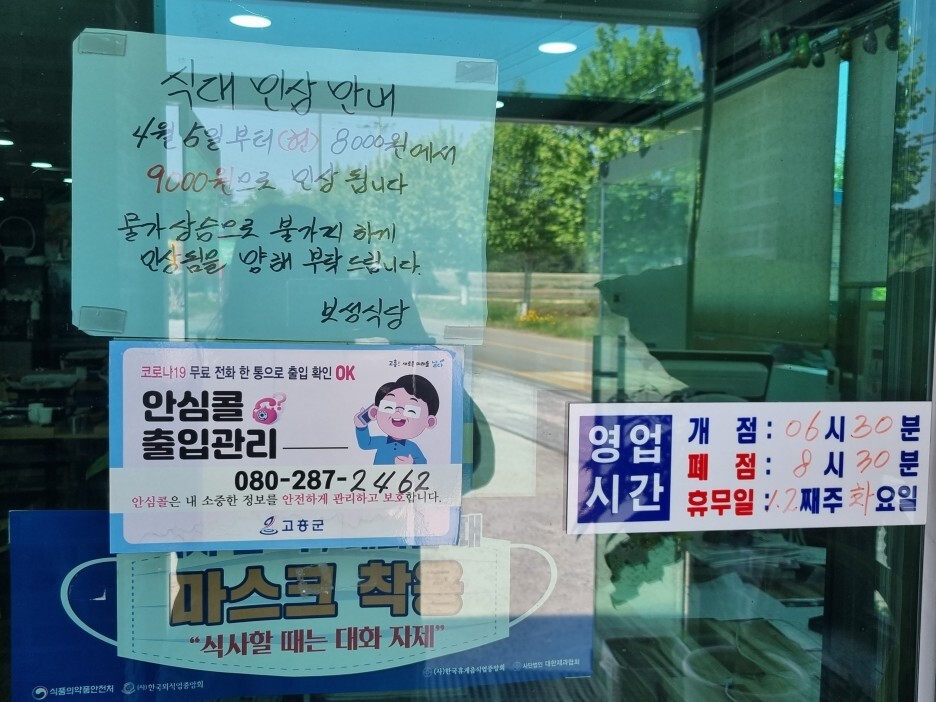 식대 인상 안내
4월 5일부터 (현) 8000원에서
9000원으로 인상 됩니다
물가상승으로 불가피 하게
인상됨을 양해 부탁드립니다.
보성식당
코로나19 무료 전화 한 통으로 출입 확인 OK
안심콜
출입관리
080-287-2462
안심콜은 내 소중한 정보를 안전하게 관리하고 보호합니다.
고흥군
마스크 착용
“식사할 때는 대화 자제”
식품의약품안전처
(사)한국외식업중앙회
(사)한국휴게음식업중앙회
사단법인 대한제과협회
영업
시간
개 점 : 06시 30분
폐 점 : 8시 30분
휴무일 : 1.2.째주 화요일